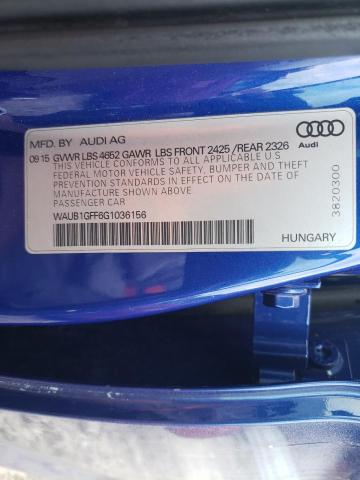 MFD. BY AUDI AG
09 15 GVWR LBS 4652 GAWR LBS FRONT 2425 /REAR 2326
THIS VEHICLE CONFORMS TO ALL APPLICABLE U.S
FEDERAL MOTOR VEHICLE SAFETY, BUMPER AND THEFT
PREVENTION STANDARDS IN EFFECT ON THE DATE OF
MANUFACTURE SHOWN ABOVE
PASSENGER CAR
WAUB1GFF6G1036156
HUNGARY
Audi
3820300